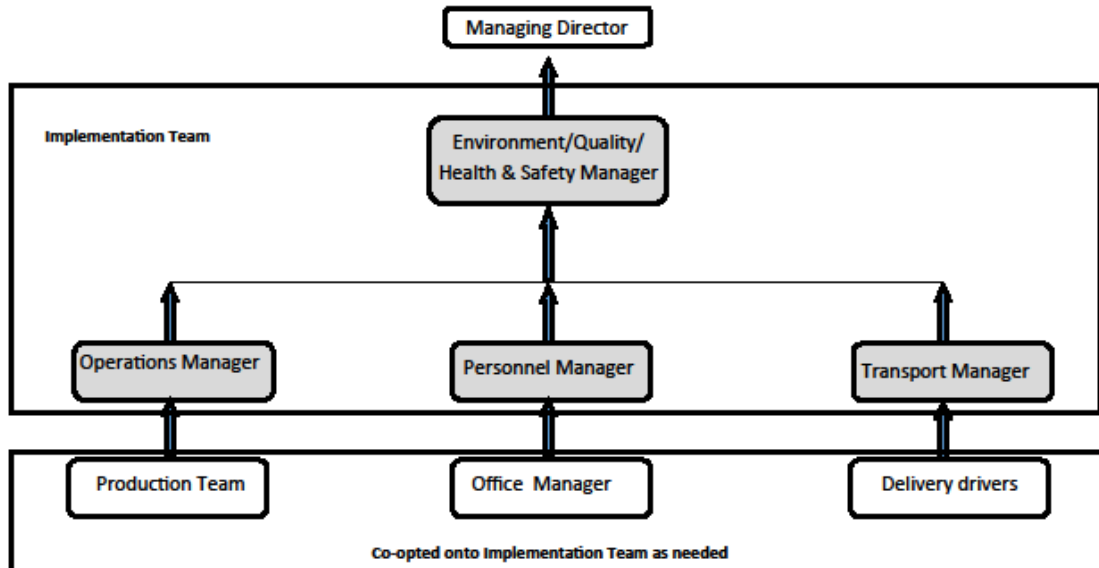 Managing Director
Implementation Team
Environment/Quality/
Health & Safety Manager
Operations Manager
Personnel Manager
Transport Manager
Production Team
Office Manager
Delivery drivers
Co-opted onto Implementation Team as needed